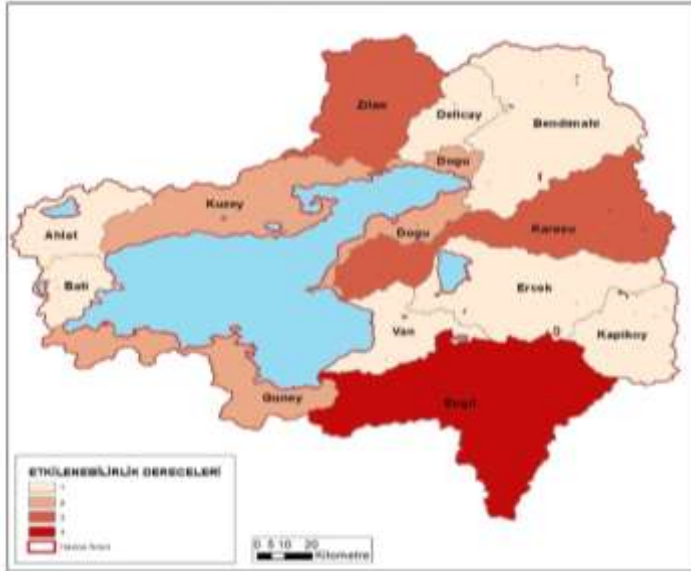 Zilan
Delicay
Bendimahi
Dogu
Kuzey
Ahlat
Dogu
Karasu
Bati
Ercek
Van
Kapikoy
Guney
ETKİLENEBİLİRLİK DERECELERİ
1
2
3
4
0 5 10 20
Kilometre